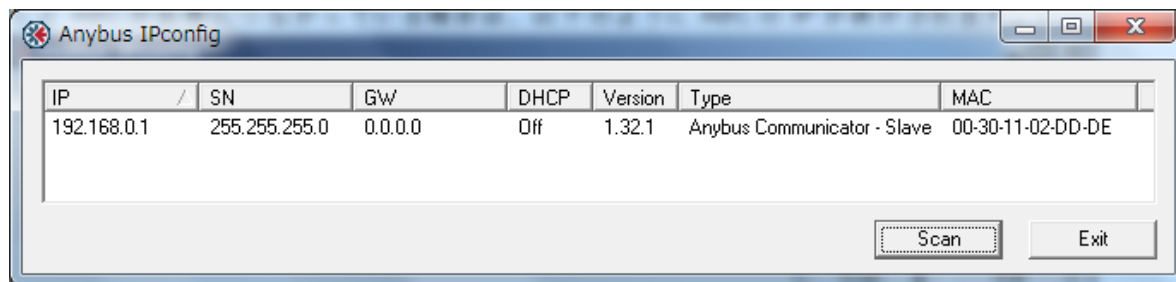 Anybus IPconfig
IP SN GW DHCP Version Type MAC
192.168.0.1 255.255.255.0 0.0.0.0 Off 1.32.1 Anybus Communicator - Slave 00-30-11-02-DD-DE
Scan Exit